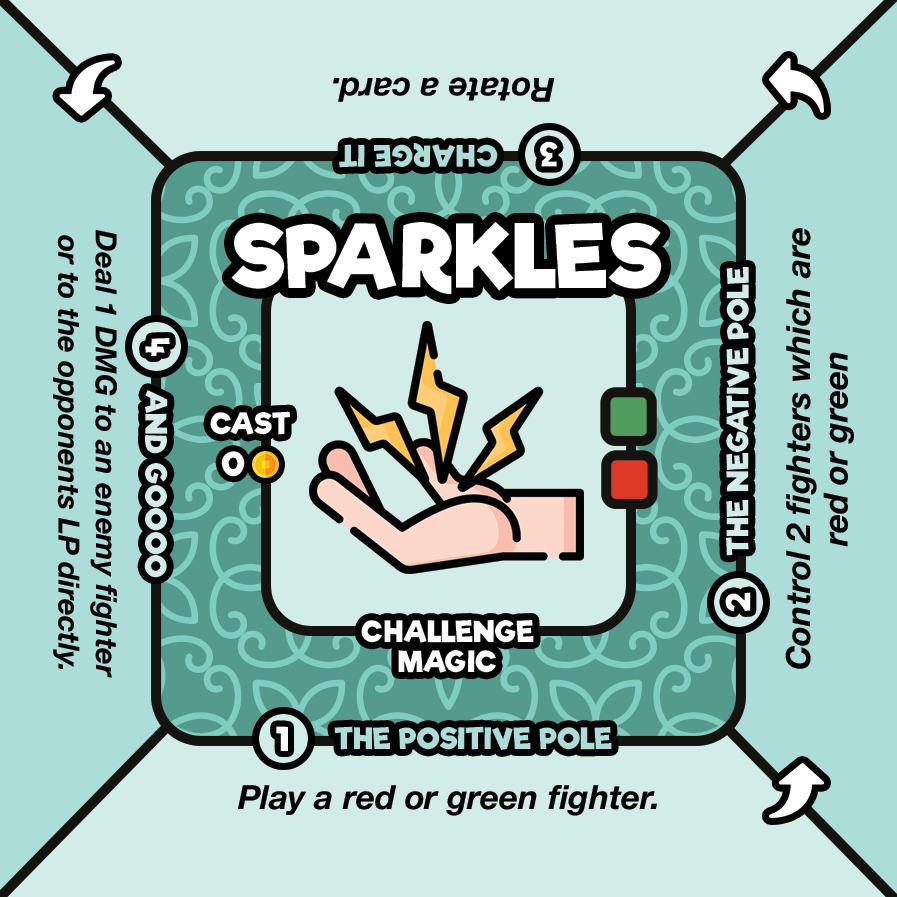 SPARKLES
CAST
0
CHALLENGE
MAGIC
1 THE POSITIVE POLE
Play a red or green fighter.
2 THE NEGATIVE POLE
Control 2 fighters which are
red or green
3 CHARGE IT
Rotate a card.
4 AND GOOOO
Deal 1 DMG to an enemy fighter
or to the opponents LP directly.